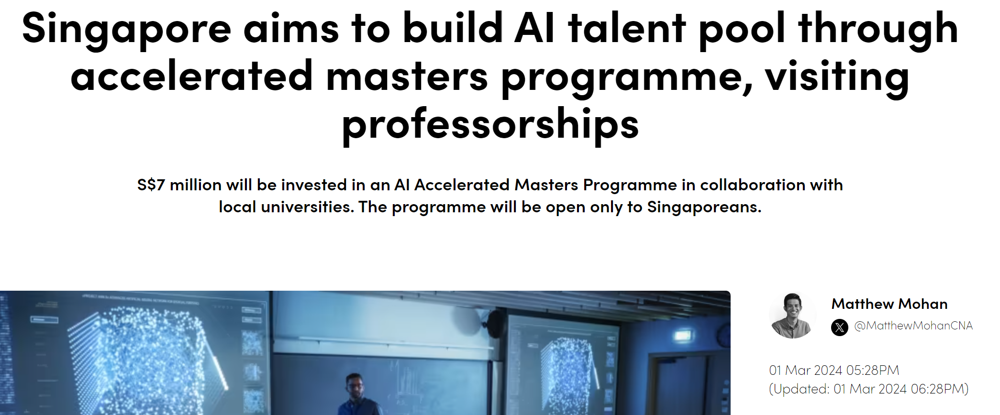 Singapore aims to build AI talent pool through
accelerated masters programme, visiting
professorships
S$7 million will be invested in an AI Accelerated Masters Programme in collaboration with
local universities. The programme will be open only to Singaporeans.
Matthew Mohan
@MatthewMohanCNA
01 Mar 2024 05:28PM
(Updated: 01 Mar 2024 06:28PM)